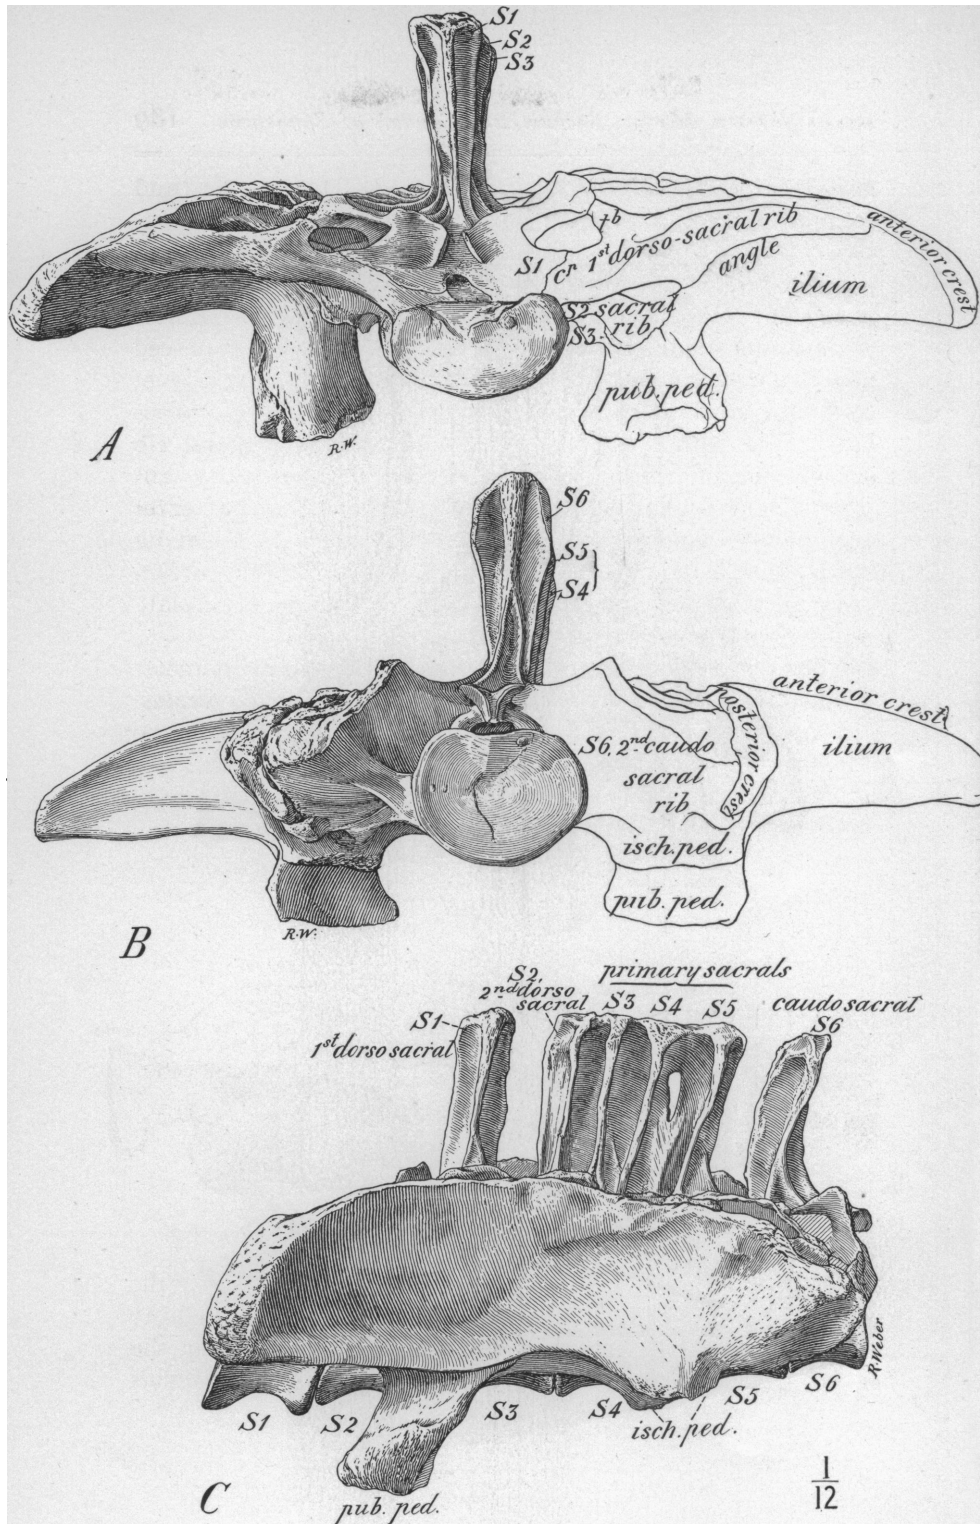 S1
S2
S3
tb
S1
cr 1st dorso-sacral rib
angle
anterior crest
ilium
S2 sacral
S3 rib
pub. ped.
R.W.
A
S6
S5
S4
anterior crest
posterior crest
ilium
S6, 2nd caudo
sacral
rib
isch. ped.
pub. ped.
R.W.
B
primary sacrals
S2,
2nd dorso
sacral
S3
S4
S5
caudosacral
S6
S1
1st dorso sacral
R. Weber
S1
S2
S3
S4
S5
S6
isch. ped.
pub. ped.
C
1
12